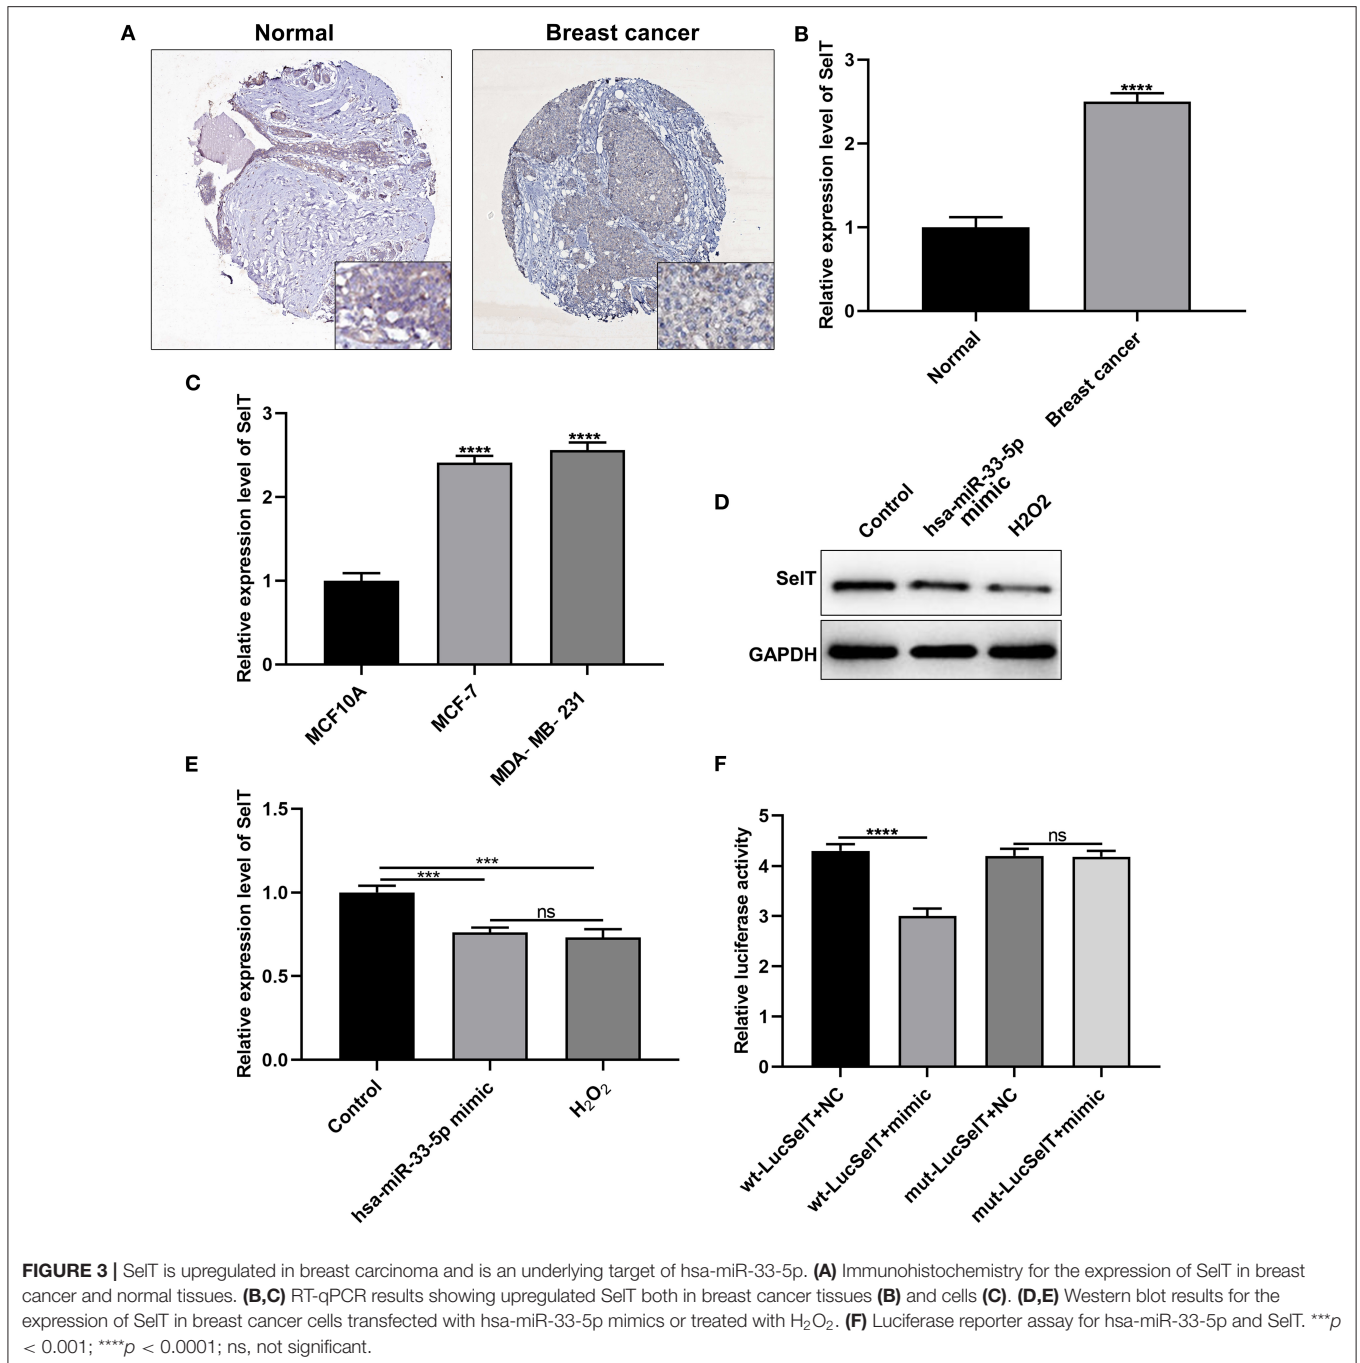 A
Normal
Breast cancer
B
Relative expression level of SelT
3
2
1
0
****
Normal
Breast cancer
C
Relative expression level of SelT
3
2
1
0
****
****
MCF10A
MCF-7
MDA- MB- 231
D
Control
hsa-miR-33-5p
mimic
H2O2
SelT
GAPDH
E
Relative expression level of SelT
1.5
1.0
0.5
0.0
***
***
ns
Control
hsa-miR-33-5p mimic
H₂O₂
F
Relative luciferase activity
5
4
3
2
1
0
****
ns
wt-LucSelT+NC
wt-LucSelT+mimic
mut-LucSelT+NC
mut-LucSelT+mimic
FIGURE 3 | SelT is upregulated in breast carcinoma and is an underlying target of hsa-miR-33-5p. (A) Immunohistochemistry for the expression of SelT in breast
cancer and normal tissues. (B,C) RT-qPCR results showing upregulated SelT both in breast cancer tissues (B) and cells (C). (D,E) Western blot results for the
expression of SelT in breast cancer cells transfected with hsa-miR-33-5p mimics or treated with H₂O₂. (F) Luciferase reporter assay for hsa-miR-33-5p and SelT. ***p
< 0.001; ****p < 0.0001; ns, not significant.